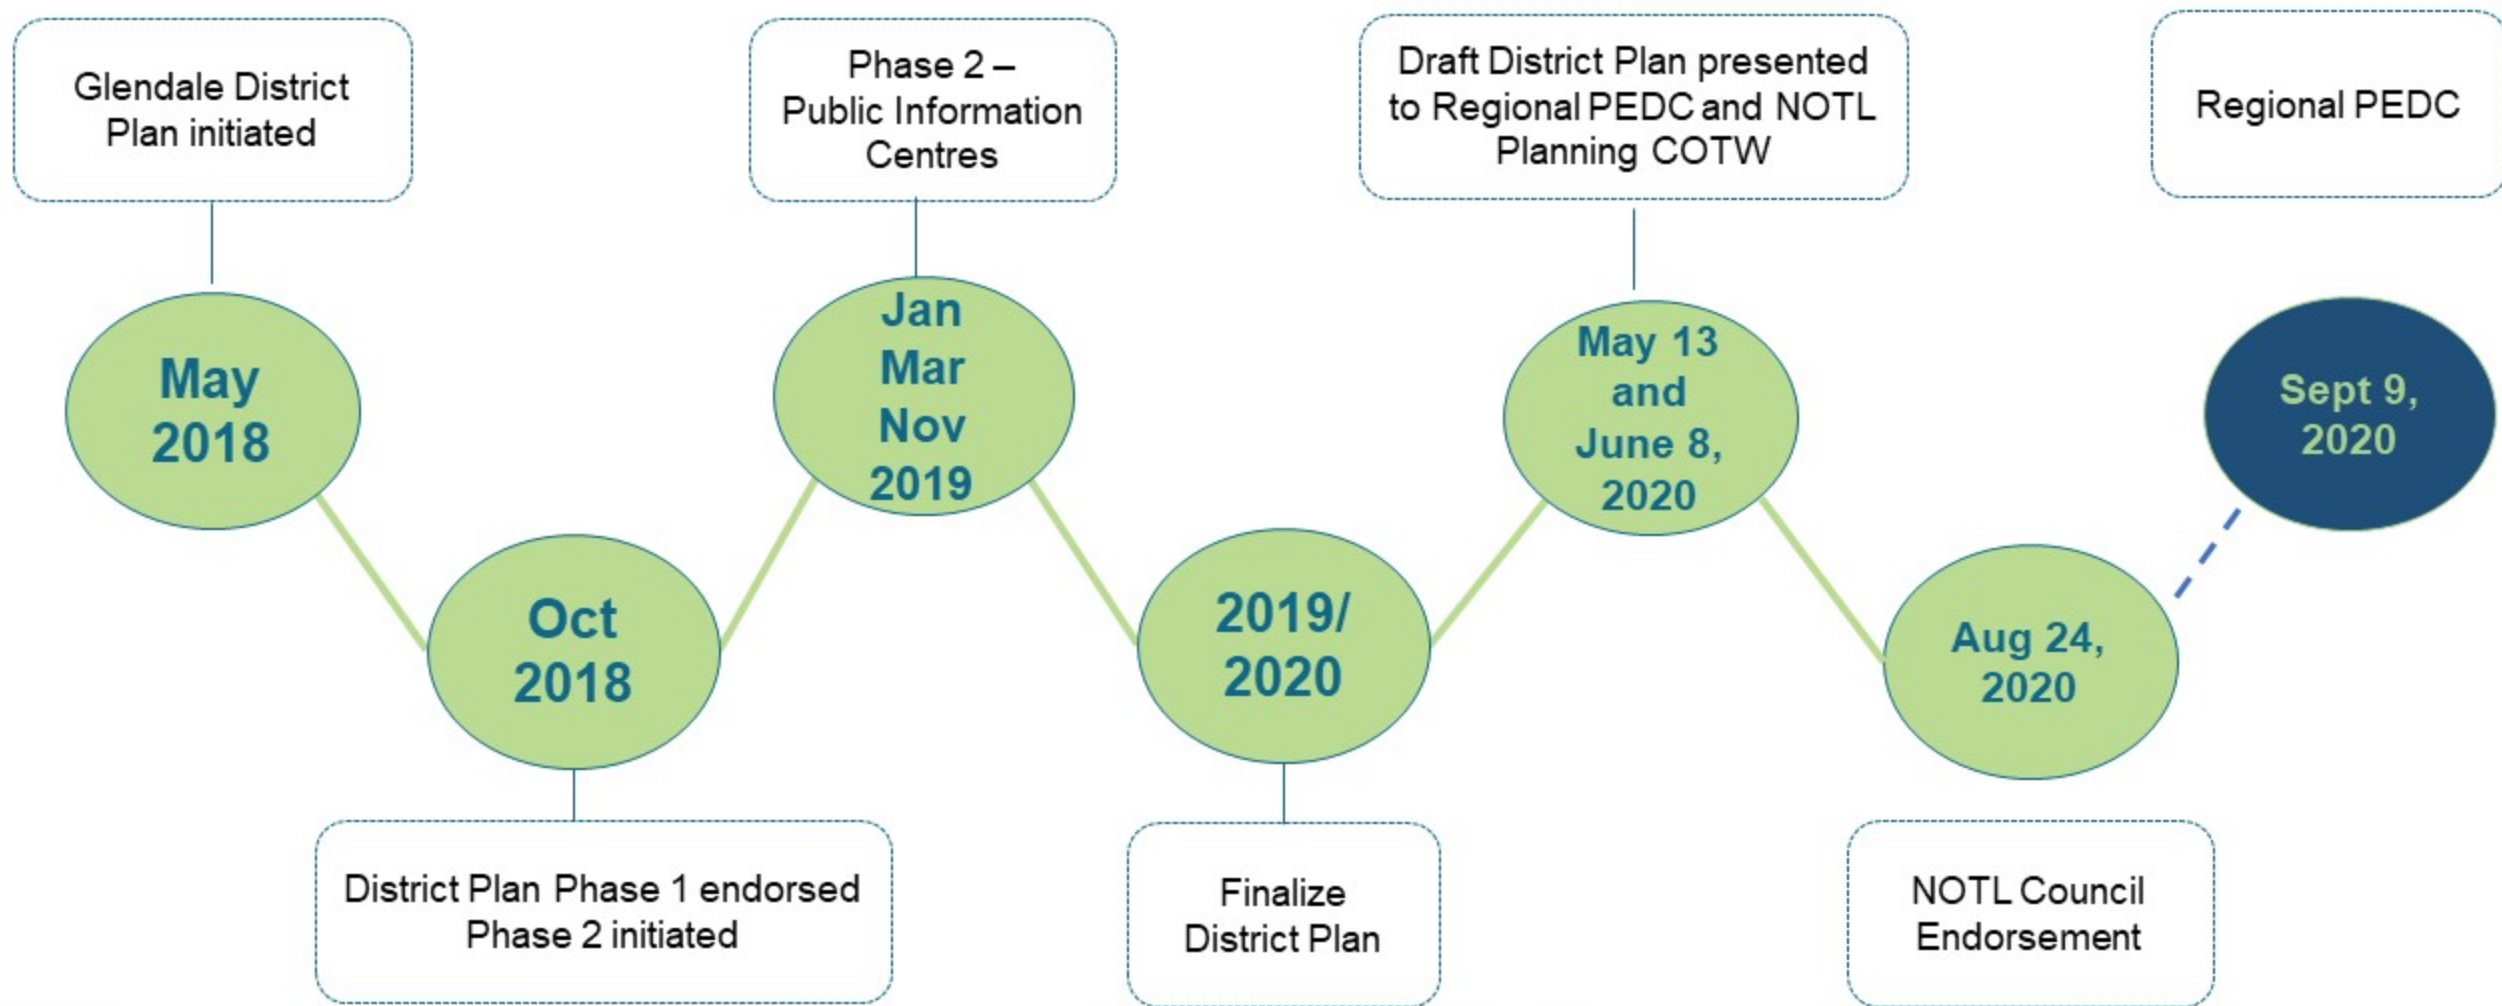 Glendale District
Plan initiated
May
2018
Oct
2018
District Plan Phase 1 endorsed
Phase 2 initiated
Phase 2 –
Public Information
Centres
Jan
Mar
Nov
2019
2019/
2020
Finalize
District Plan
Draft District Plan presented
to Regional PEDC and NOTL
Planning COTW
May 13
and
June 8,
2020
Aug 24,
2020
NOTL Council
Endorsement
Regional PEDC
Sept 9,
2020